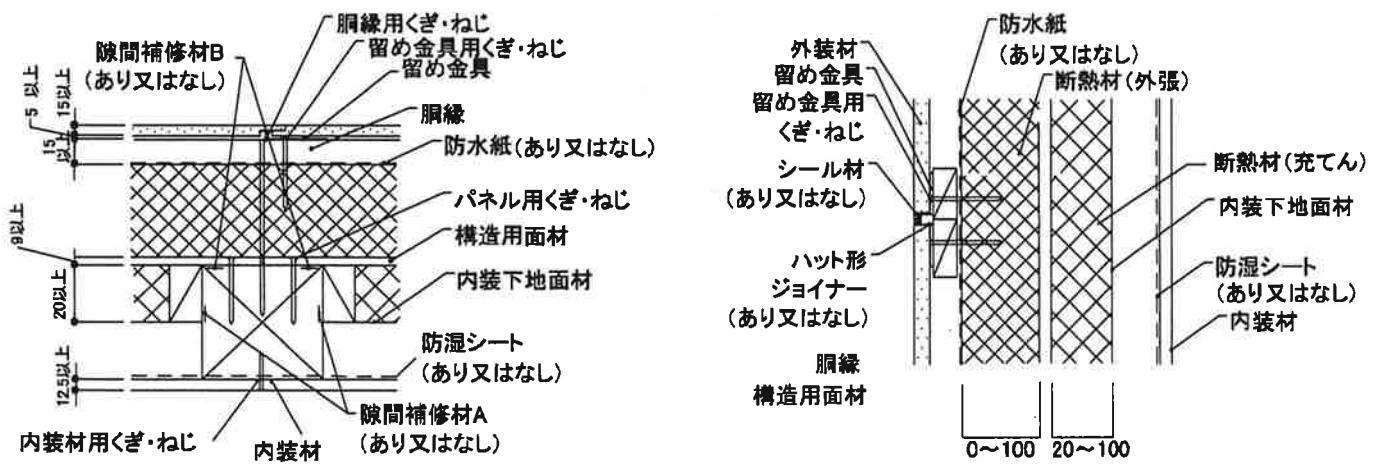 胴縁用くぎ・ねじ
留め金具用くぎ・ねじ
留め金具
隙間補修材B
(あり又はなし)
胴縁
防水紙(あり又はなし)
パネル用くぎ・ねじ
構造用面材
内装下地面材
防湿シート
(あり又はなし)
隙間補修材A
(あり又はなし)
内装材用くぎ・ねじ
内装材
15以上
5 以上
15
以上
9以上
20以上
12.5以上
防水紙
(あり又はなし)
断熱材(外張)
外装材
留め金具
留め金具用
くぎ・ねじ
シール材
(あり又はなし)
ハット形
ジョイナー
(あり又はなし)
胴縁
構造用面材
断熱材(充てん)
内装下地面材
防湿シート
(あり又はなし)
内装材
0～100
20～100